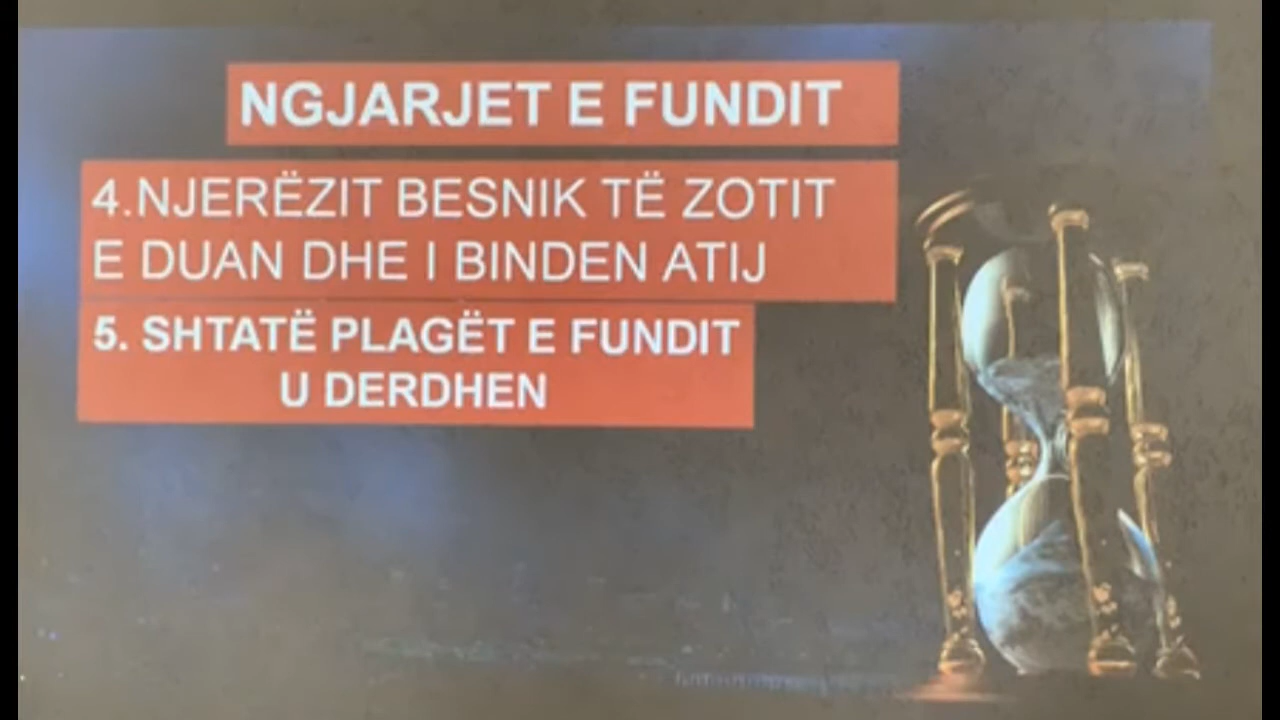 NGJARJET E FUNDIT
4.NJERËZIT BESNIK TË ZOTIT
E DUAN DHE I BINDEN ATIJ
5. SHTATË PLAGËT E FUNDIT
U DERDHEN